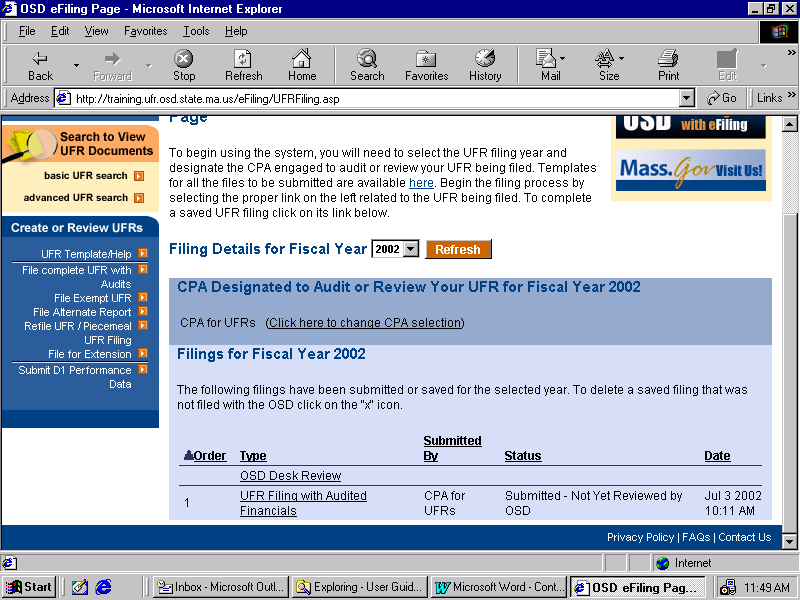 OSD eFiling Page - Microsoft Internet Explorer
File Edit View Favorites Tools Help
Back Forward Stop Refresh Home Search Favorites History Mail Size Print Edit »
Address http://training.ufr.osd.state.ma.us/eFiling/UFRFiling.asp Go Links »
Search to View
UFR Documents
basic UFR search
advanced UFR search
Create or Review UFRs
UFR Template/Help
File complete UFR with
Audits
File Exempt UFR
File Alternate Report
Refile UFR / Piecemeal
UFR Filing
File for Extension
Submit D1 Performance
Data
Page
To begin using the system, you will need to select the UFR filing year and
designate the CPA engaged to audit or review your UFR being filed. Templates
for all the files to be submitted are available here. Begin the filing process by
selecting the proper link on the left related to the UFR being filed. To complete
a saved UFR filing click on its link below.
OSD with eFiling
Mass.Gov Visit Us!
Filing Details for Fiscal Year 2002 Refresh
CPA Designated to Audit or Review Your UFR for Fiscal Year 2002
CPA for UFRs (Click here to change CPA selection)
Filings for Fiscal Year 2002
The following filings have been submitted or saved for the selected year. To delete a saved filing that was
not filed with the OSD click on the "x" icon.
Order Type Submitted By Status Date
OSD Desk Review
1 UFR Filing with Audited Financials CPA for UFRs Submitted - Not Yet Reviewed by OSD Jul 3 2002 10:11 AM
Privacy Policy | FAQs | Contact Us
Internet
Start Inbox - Microsoft Outl... Exploring - User Guid... Microsoft Word - Cont... OSD eFiling Pag... 11:49 AM